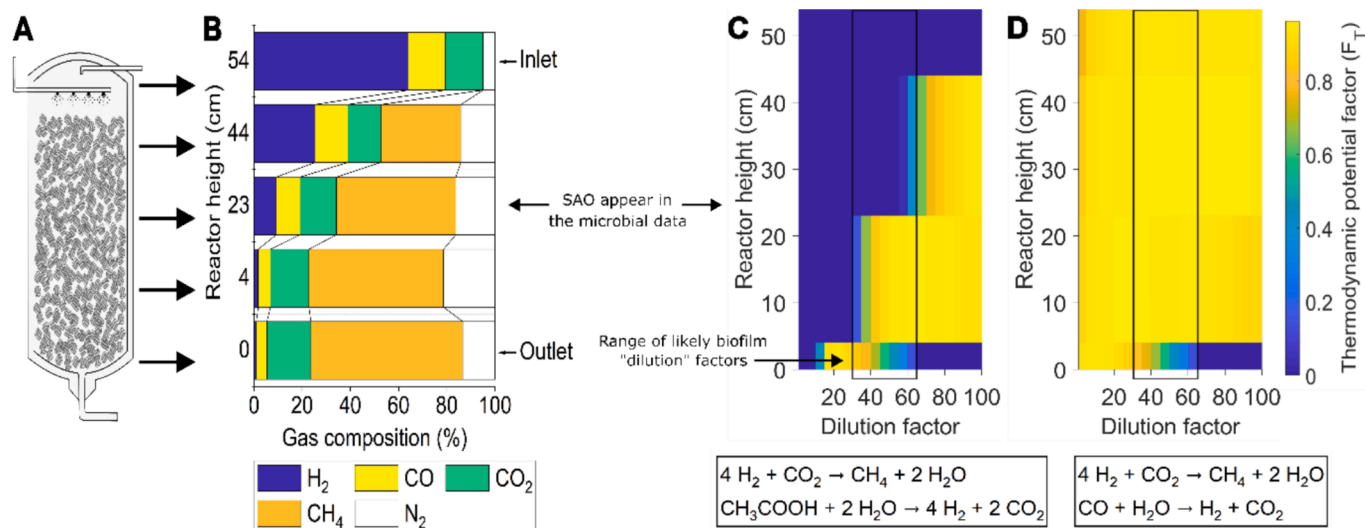 A
B
Reactor height (cm)
54
44
23
4
0
Inlet
Outlet
0 20 40 60 80 100
Gas composition (%)
H₂ CO CO₂
CH₄ N₂
SAO appear in
the microbial data
Range of likely biofilm
"dilution" factors
C
Reactor height (cm)
50
40
30
20
10
0
20 40 60 80 100
Dilution factor
4 H₂ + CO₂ → CH₄ + 2 H₂O
CH₃COOH + 2 H₂O → 4 H₂ + 2 CO₂
D
50
40
30
20
10
0
20 40 60 80 100
Dilution factor
4 H₂ + CO₂ → CH₄ + 2 H₂O
CO + H₂O → H₂ + CO₂
0.8
0.6
0.4
0.2
0
Thermodynamic potential factor (F_T)